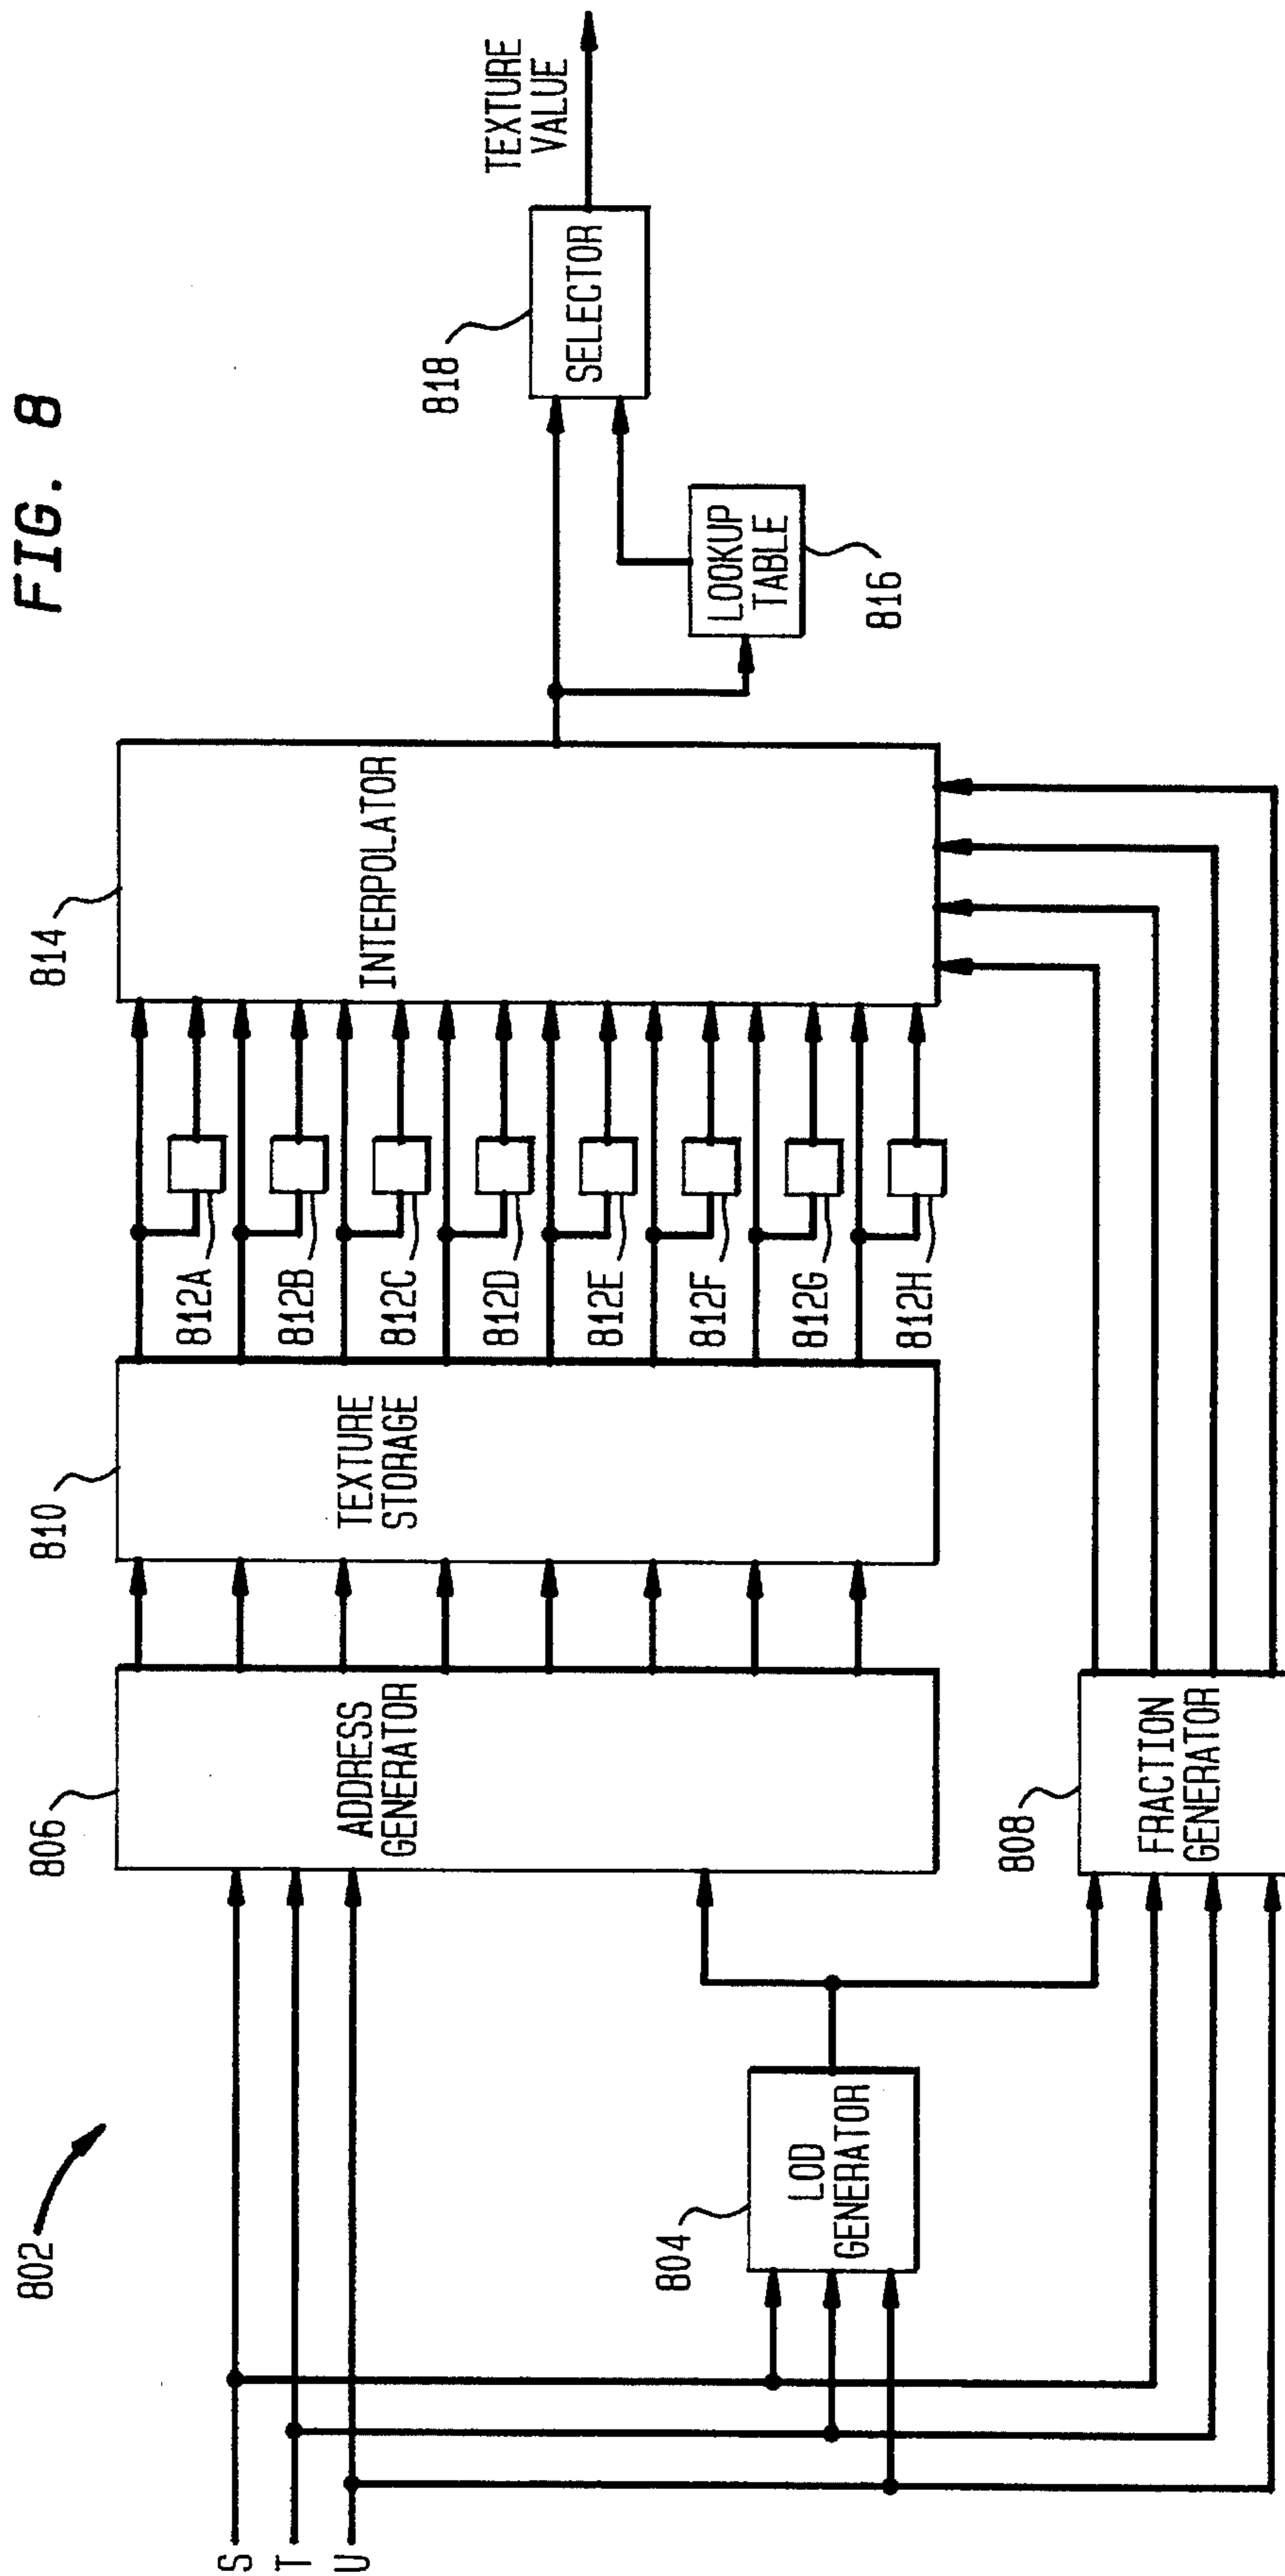 FIG. 8
802
S
T
U
804
LOD
GENERATOR
806
ADDRESS
GENERATOR
808
FRACTION
GENERATOR
810
TEXTURE
STORAGE
812A
812B
812C
812D
812E
812F
812G
812H
814
INTERPOLATOR
816
LOOKUP
TABLE
818
SELECTOR
TEXTURE
VALUE